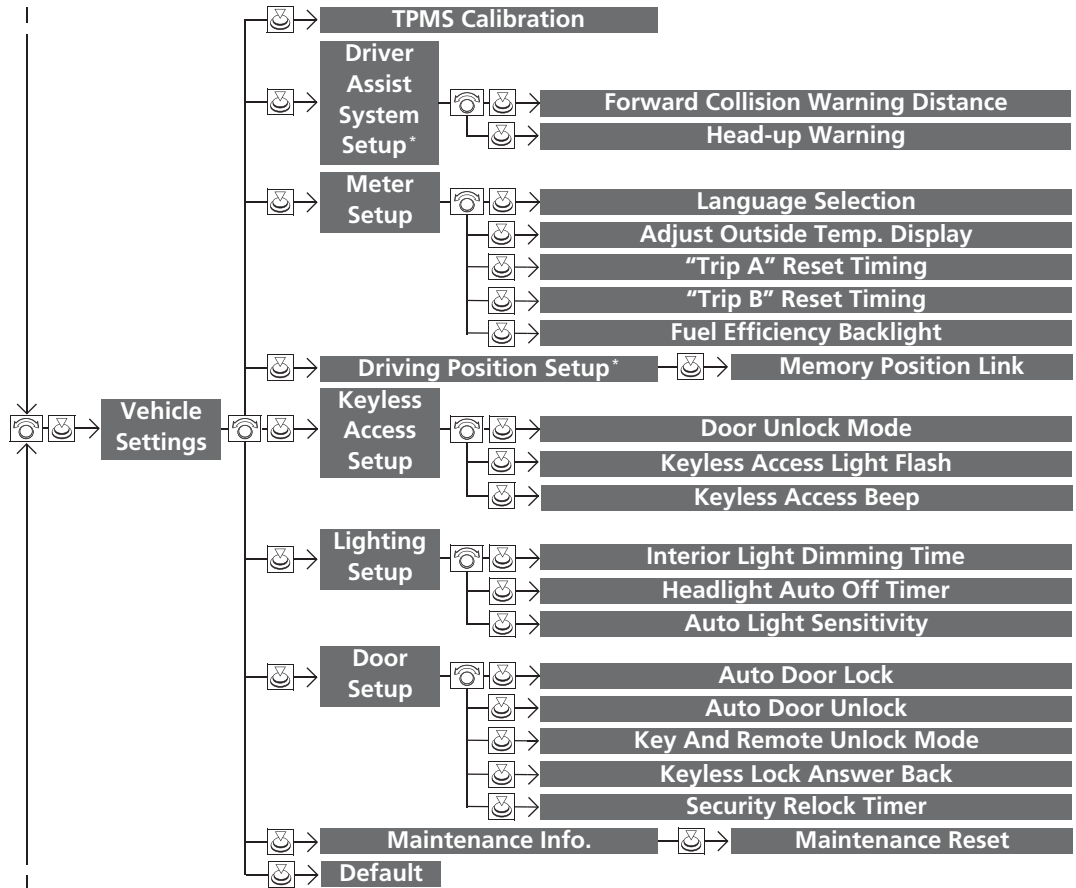 TPMS Calibration
Driver
Assist
System
Setup*
Forward Collision Warning Distance
Head-up Warning
Meter
Setup
Language Selection
Adjust Outside Temp. Display
“Trip A” Reset Timing
“Trip B” Reset Timing
Fuel Efficiency Backlight
Driving Position Setup*
Memory Position Link
Vehicle
Settings
Keyless
Access
Setup
Door Unlock Mode
Keyless Access Light Flash
Keyless Access Beep
Lighting
Setup
Interior Light Dimming Time
Headlight Auto Off Timer
Auto Light Sensitivity
Door
Setup
Auto Door Lock
Auto Door Unlock
Key And Remote Unlock Mode
Keyless Lock Answer Back
Security Relock Timer
Maintenance Info.
Maintenance Reset
Default